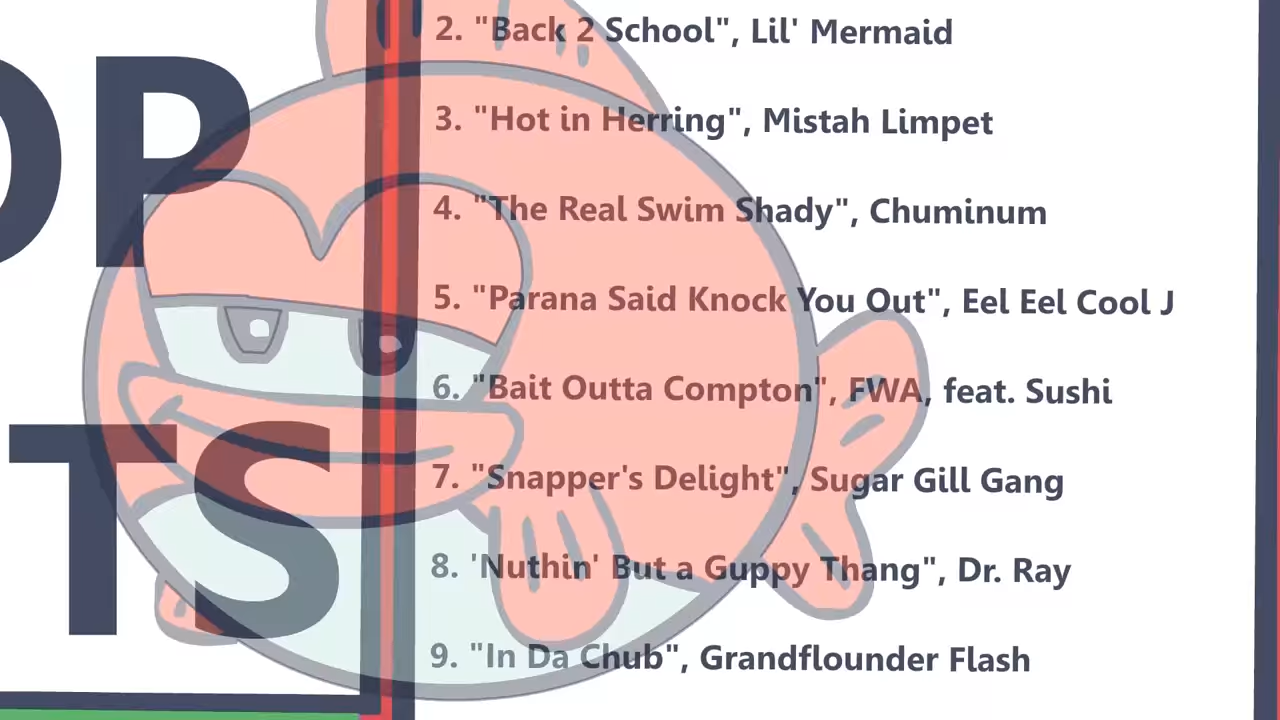 OP
TS
2. "Back 2 School", Lil' Mermaid
3. "Hot in Herring", Mistah Limpet
4. "The Real Swim Shady", Chuminum
5. "Parana Said Knock You Out", Eel Eel Cool J
6. "Bait Outta Compton", FWA, feat. Sushi
7. "Snapper's Delight", Sugar Gill Gang
8. 'Nuthin' But a Guppy Thang", Dr. Ray
9. "In Da Chub", Grandflounder Flash